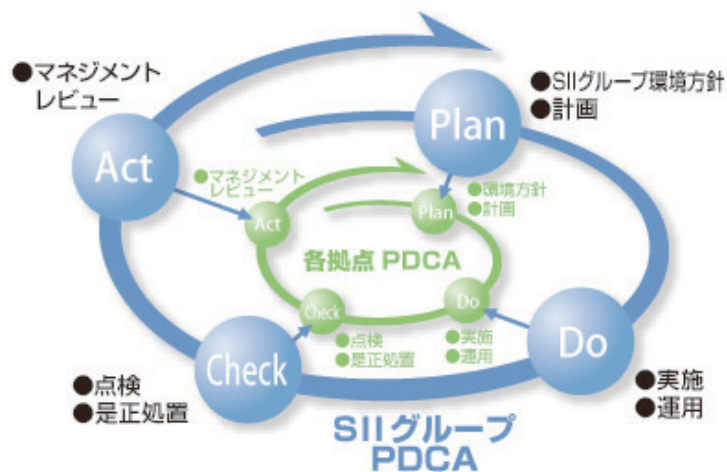 ●マネジメント
レビュー
Act
Plan
●SIIグループ環境方針
●計画
●マネジメント
レビュー
Act
Plan
●環境方針
●計画
各拠点 PDCA
Check
Do
●点検
●是正処置
●実施
●運用
Check
Do
●点検
●是正処置
●実施
●運用
SIIグループ
PDCA